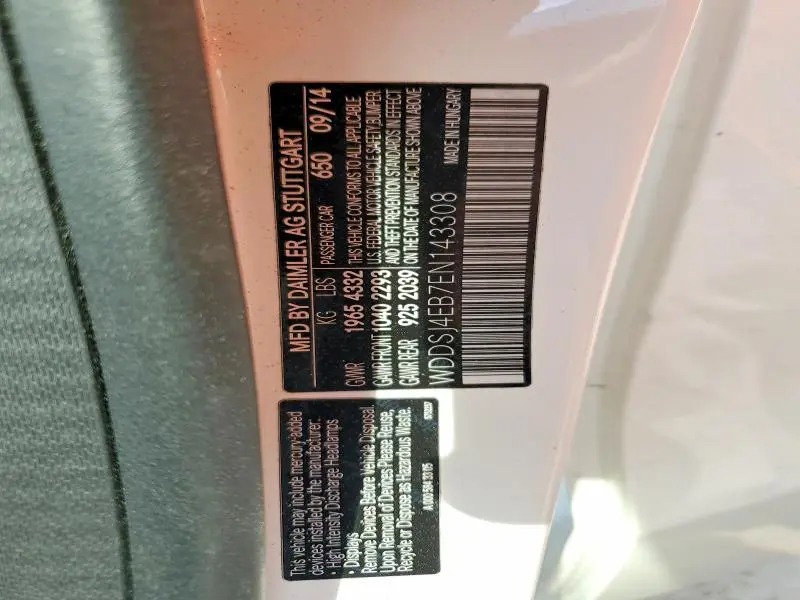 MFD BY DAIMLER AG STUTTGART
KG LBS PASSENGER CAR 650 09/14
GVWR 1965 4332 THIS VEHICLE CONFORMS TO ALL APPLICABLE
GAWR FRONT 1040 2293 U.S. FEDERAL MOTOR VEHICLE SAFETY, BUMPER
AND THEFT PREVENTION STANDARDS IN EFFECT
GAWR REAR 925 2039 ON THE DATE OF MANUFACTURE SHOWN ABOVE
WDDSJ4EB7EN143308 MADE IN HUNGARY
This vehicle may include mercury-added
devices installed by the manufacturer:
• High Intensity Discharge Headlamps
• Displays
Remove Devices Before Vehicle Disposal.
Upon Removal of Devices Please Reuse,
Recycle or Dispose as Hazardous Waste.